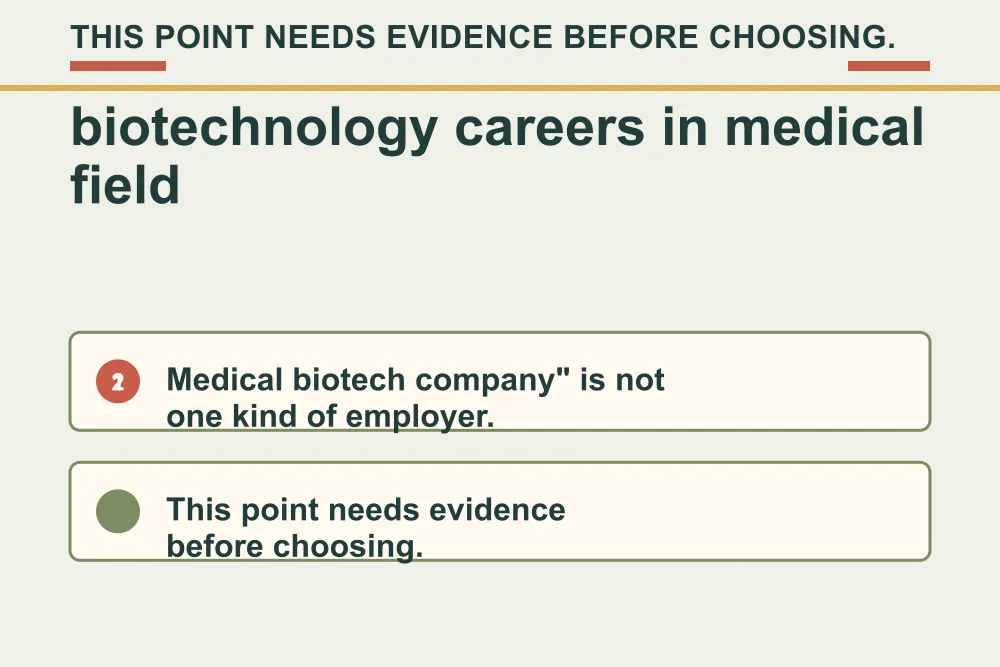 THIS POINT NEEDS EVIDENCE BEFORE CHOOSING.
biotechnology careers in medical
field
2
Medical biotech company" is not
one kind of employer.
This point needs evidence
before choosing.